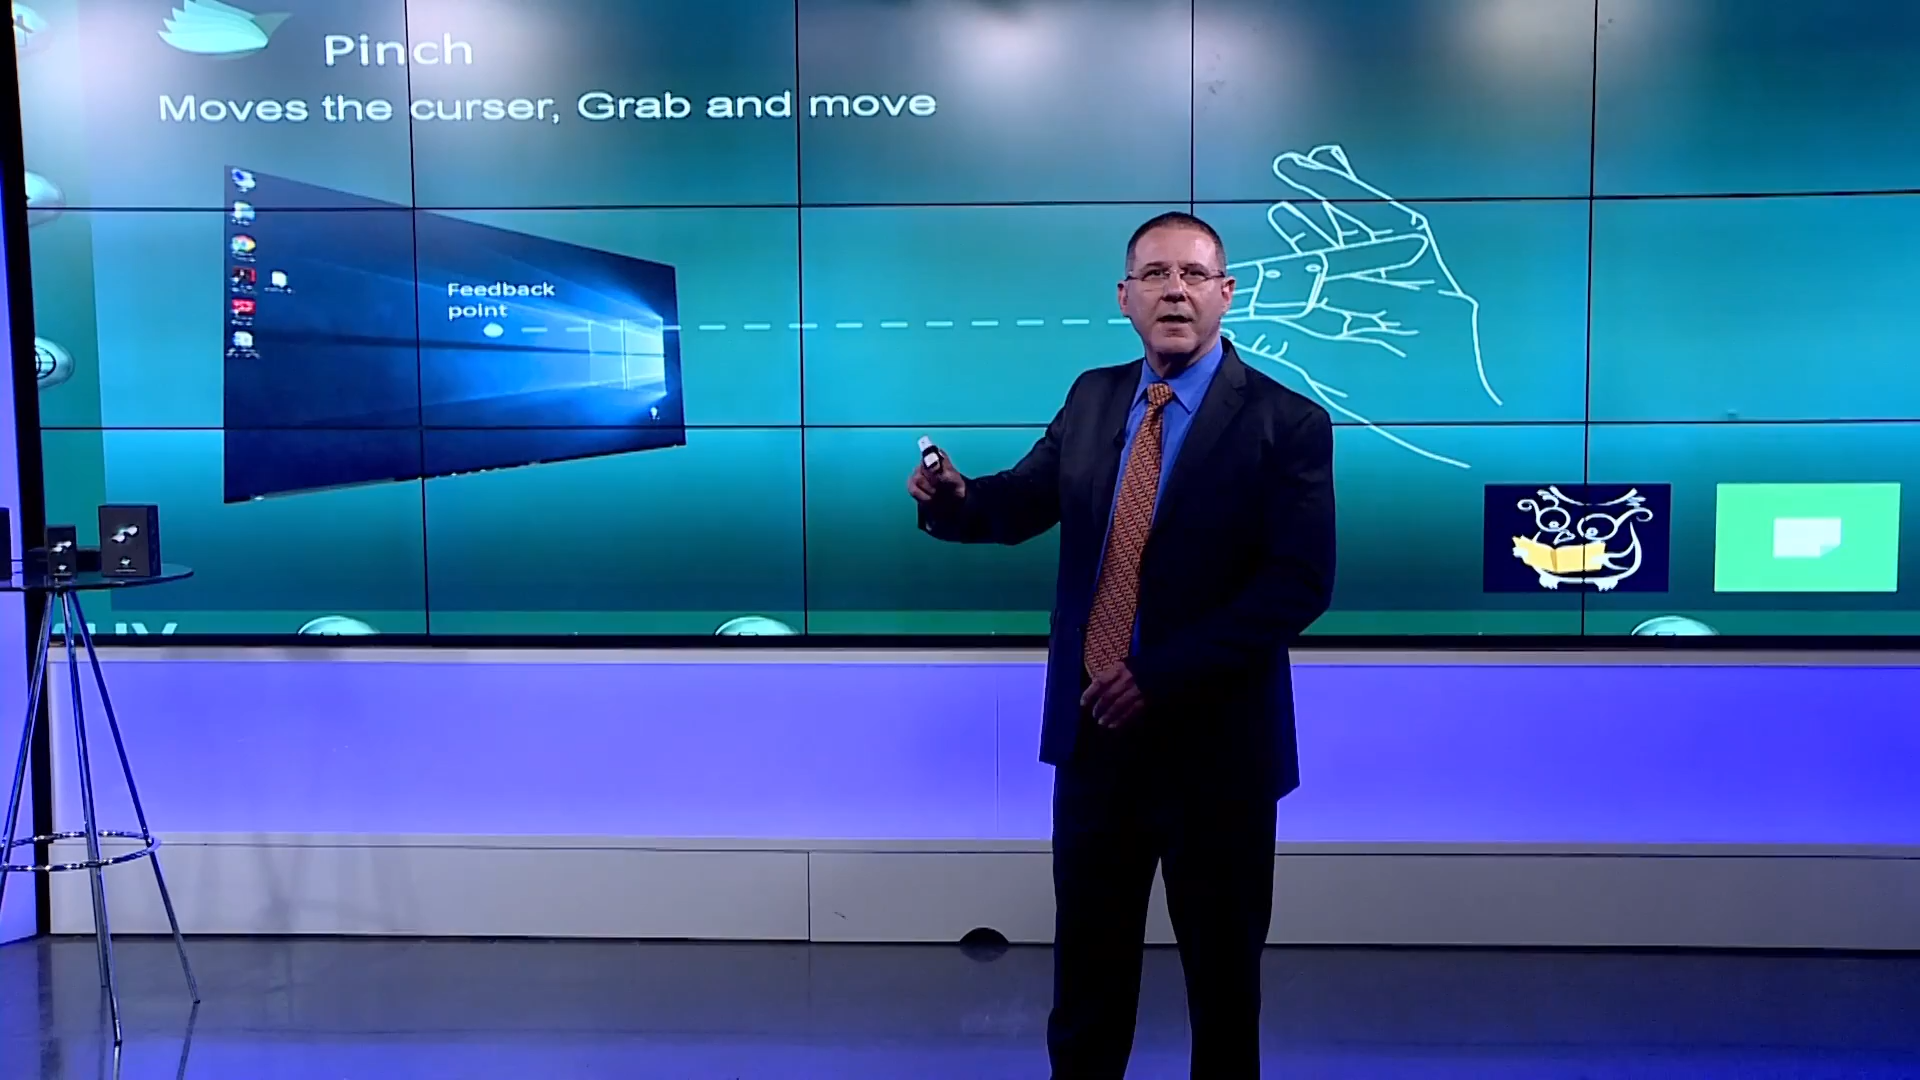 Pinch
Moves the curser, Grab and move
Feedback
point